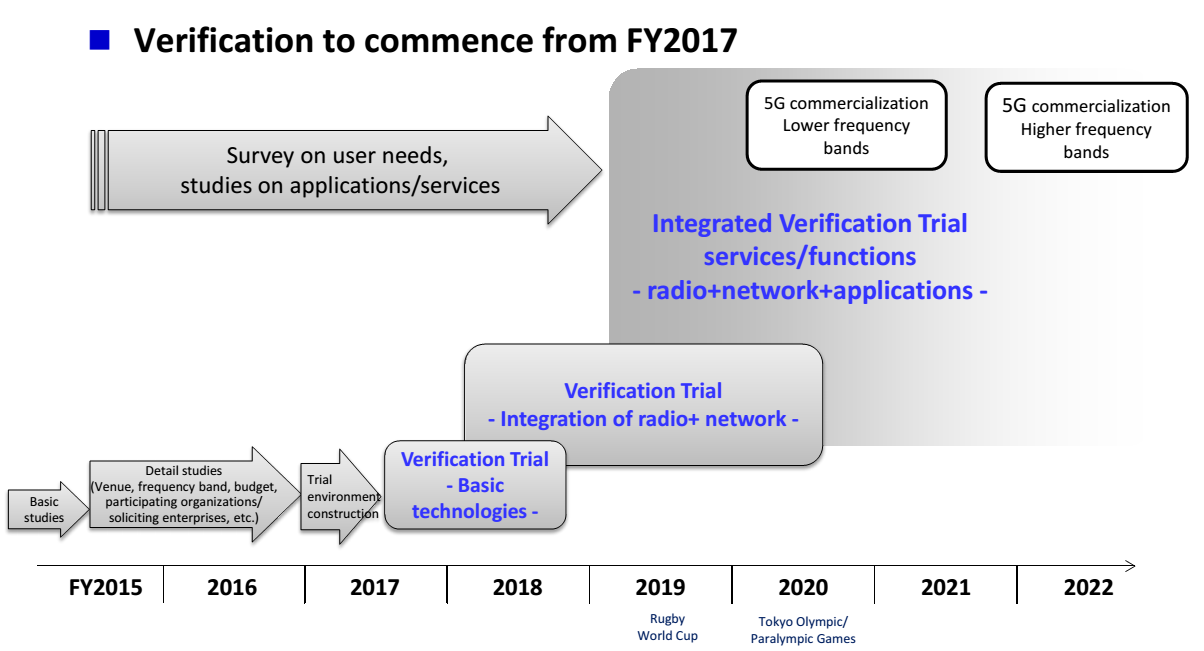 Verification to commence from FY2017
5G commercialization
Lower frequency
bands
5G commercialization
Higher frequency
bands
Survey on user needs,
studies on applications/services
Integrated Verification Trial
services/functions
- radio+network+applications -
Verification Trial
- Integration of radio+ network -
Verification Trial
- Basic
technologies -
Detail studies
(Venue, frequency band, budget,
participating organizations/
soliciting enterprises, etc.)
Trial
environment
construction
Basic
studies
FY2015
2016
2017
2018
2019
2020
2021
2022
Rugby
World Cup
Tokyo Olympic/
Paralympic Games